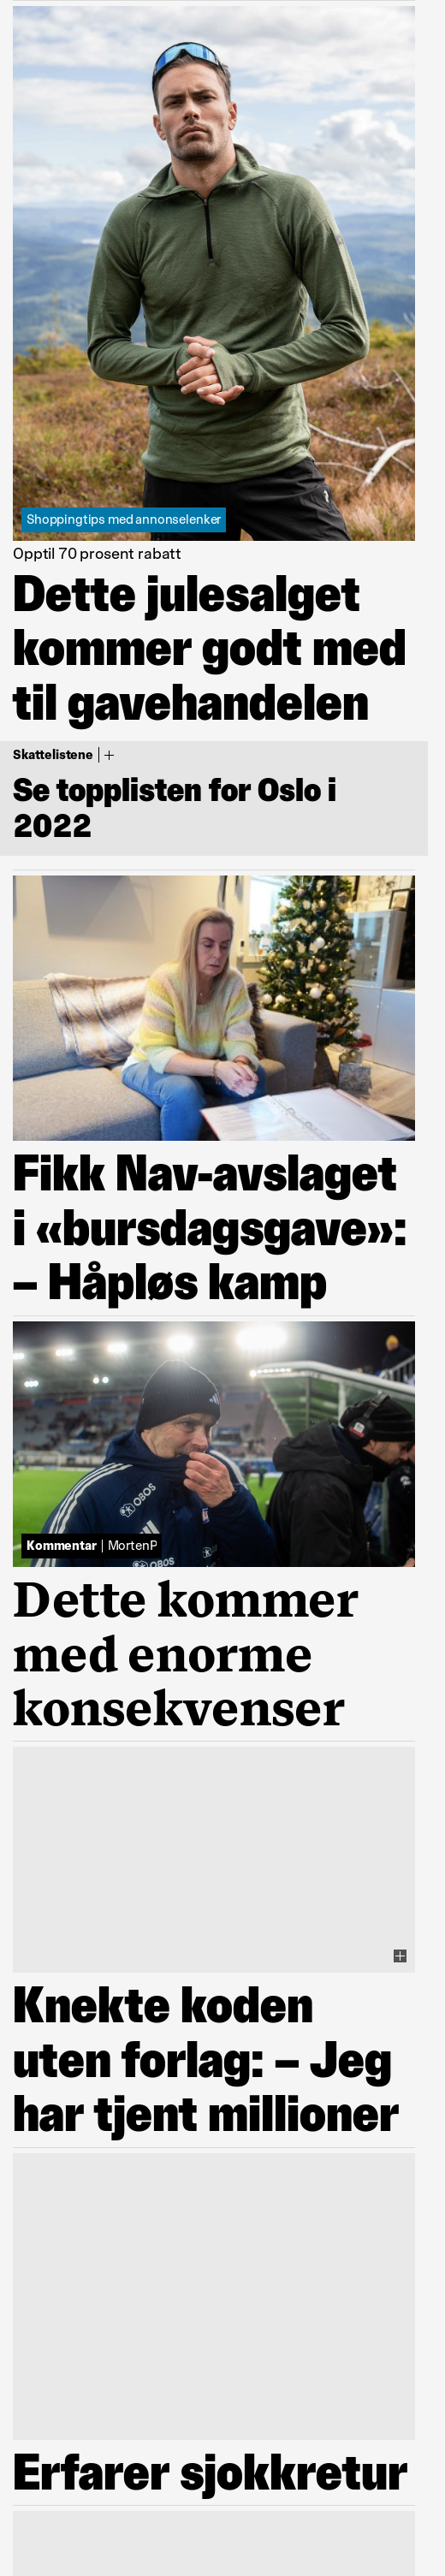 Shoppingtips med annonselenker
Opptil 70 prosent rabatt
Dette julesalget
kommer godt med
til gavehandelen
Skattelistene | +
Se topplisten for Oslo i
2022
Fikk Nav-avslaget
i «bursdagsgave»:
– Håpløs kamp
OBOS
OBOS
Kommentar | MortenP
Dette kommer
med enorme
konsekvenser
Knekte koden
uten forlag: – Jeg
har tjent millioner
Erfarer sjokkretur